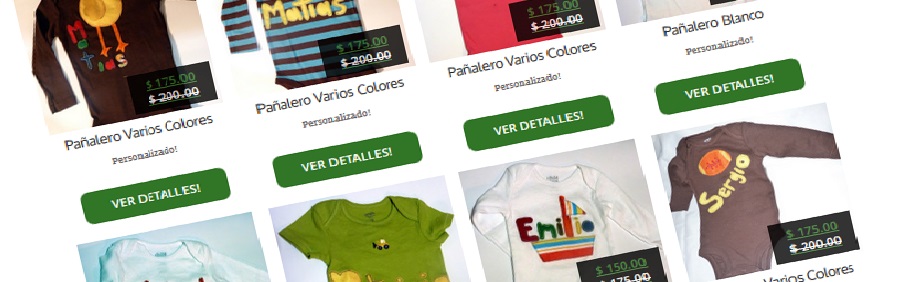 Matias
$ 175.00
$ 200.00
Pañalero Varios Colores
Personalizado!
VER DETALLES!
Matias
$ 175.00
$ 200.00
Pañalero Varios Colores
Personalizado!
VER DETALLES!
$ 175.00
$ 200.00
Pañalero Varios Colores
Personalizado!
VER DETALLES!
Pañalero Blanco
Personalizado!
VER DETALLES!
Emilio
$ 150.00
$ 175.00
Sergio
$ 175.00
$ 200.00
Varios Colores